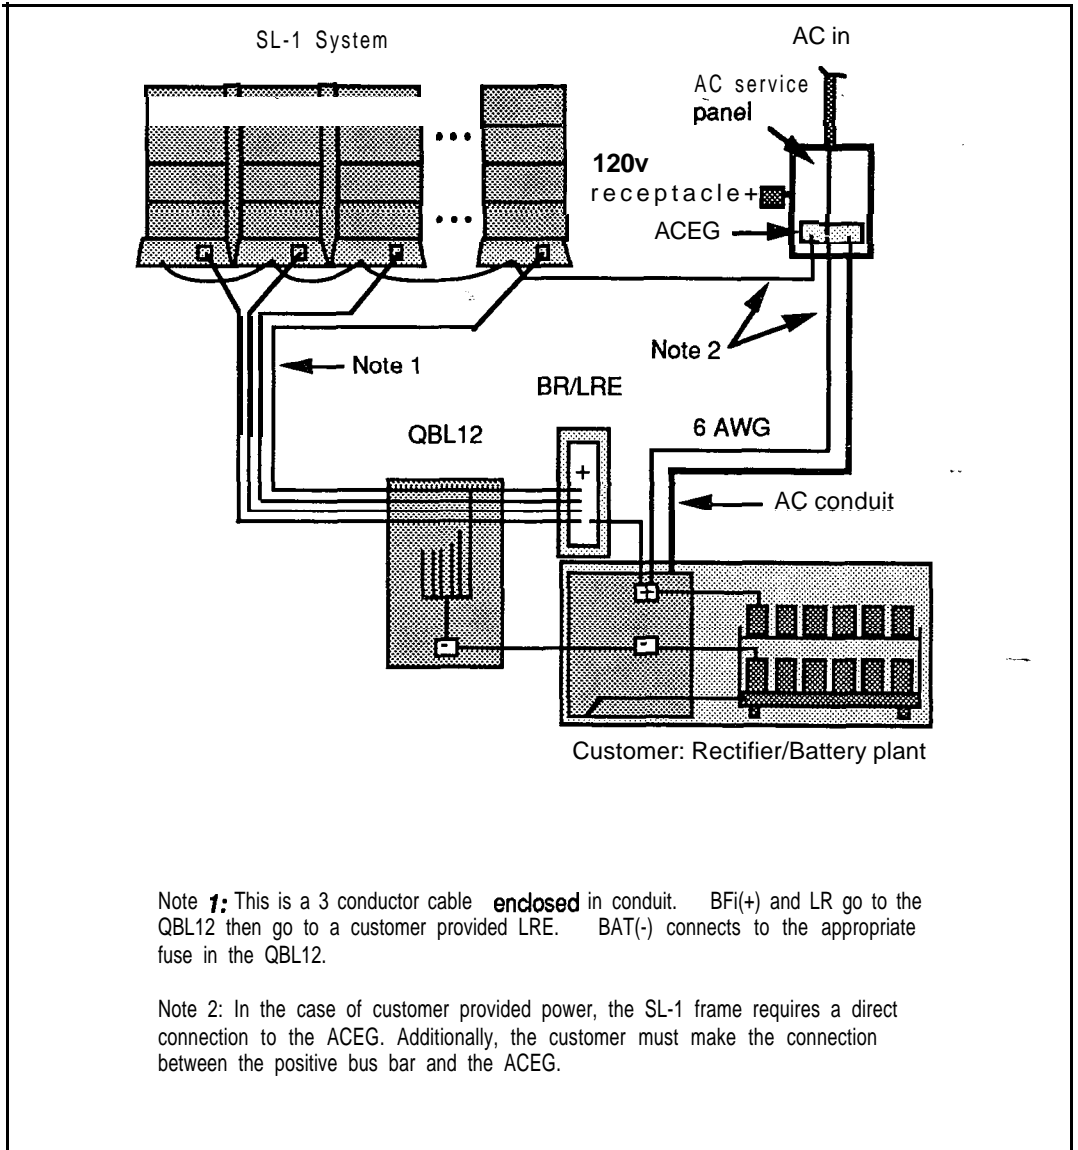 SL-1 System
AC in
AC service
panel
120v
receptacle+
ACEG
Note 2
Note 1
BR/LRE
QBL12
6 AWG
+
AC conduit
+
-
-
Customer: Rectifier/Battery plant
Note 1: This is a 3 conductor cable enclosed in conduit. BFi(+) and LR go to the
QBL12 then go to a customer provided LRE. BAT(-) connects to the appropriate
fuse in the QBL12.
Note 2: In the case of customer provided power, the SL-1 frame requires a direct
connection to the ACEG. Additionally, the customer must make the connection
between the positive bus bar and the ACEG.